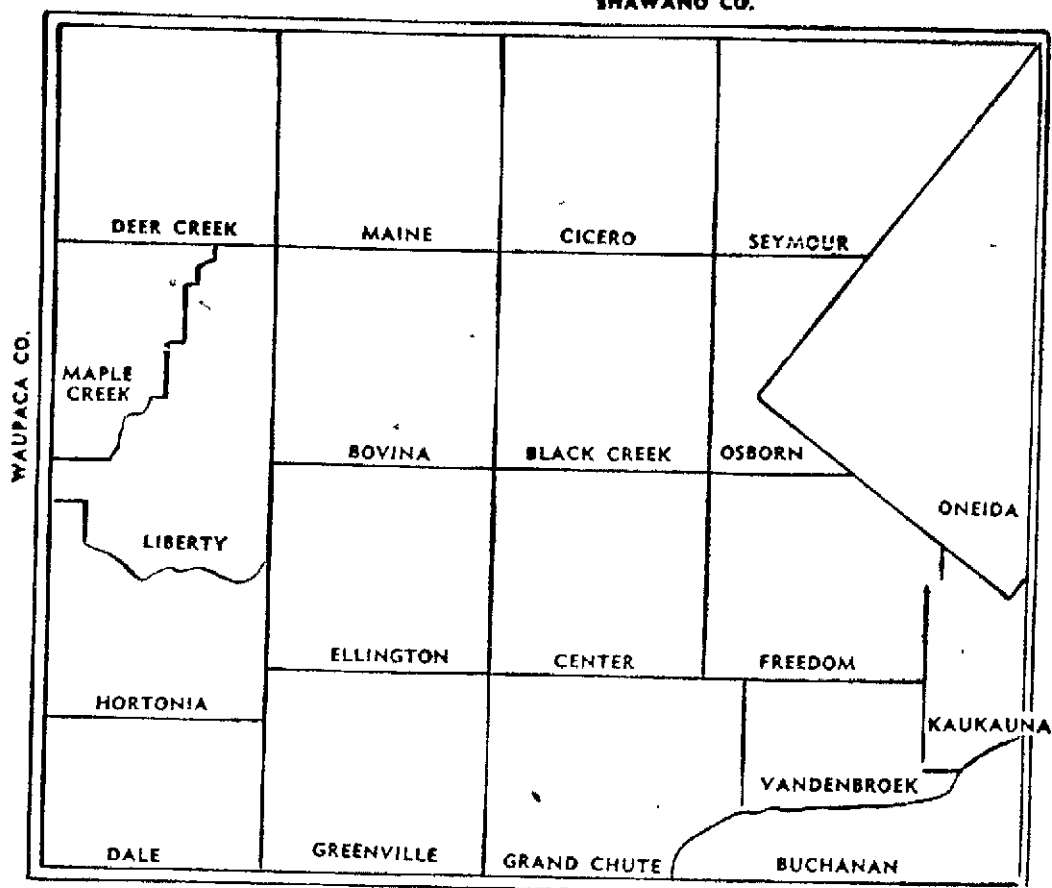 SHAWANO CO.
DEER CREEK
MAINE
CICERO
SEYMOUR
WAUPACA CO.
MAPLE
CREEK
BOVINA
BLACK CREEK
OSBORN
ONEIDA
LIBERTY
ELLINGTON
CENTER
FREEDOM
HORTONIA
KAUKAUNA
VANDENBROEK
DALE
GREENVILLE
GRAND CHUTE
BUCHANAN